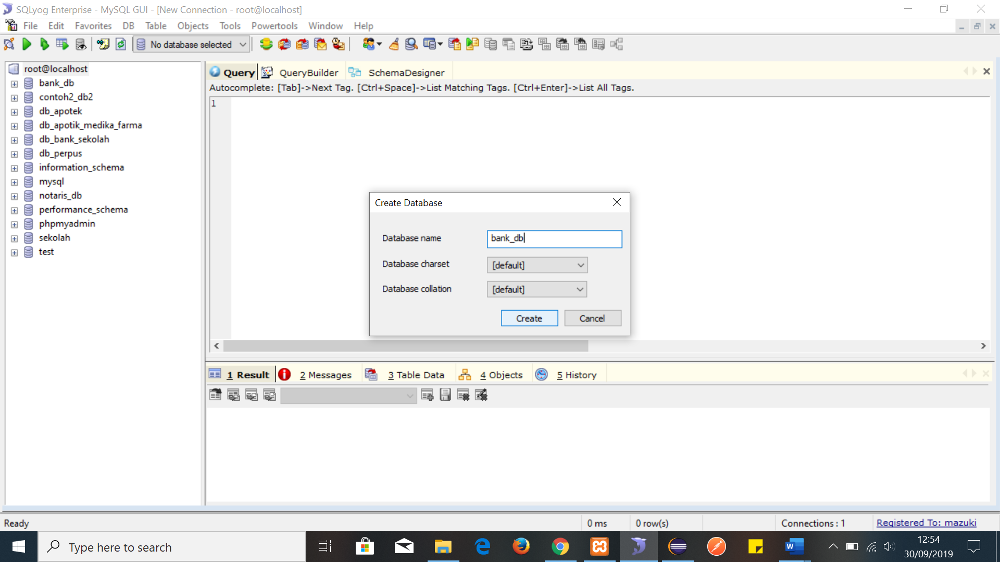 SQLyog Enterprise - MySQL GUI - [New Connection - root@localhost]
File Edit Favorites DB Table Objects Tools Powertools Window Help
No database selected
root@localhost
bank_db
contoh2_db2
db_apotek
db_apotik_medika_farma
db_bank_sekolah
db_perpus
information_schema
mysql
notaris_db
performance_schema
phpmyadmin
sekolah
test
Query QueryBuilder SchemaDesigner
Autocomplete: [Tab]->Next Tag. [Ctrl+Space]->List Matching Tags. [Ctrl+Enter]->List All Tags.
1
Create Database
Database name bank_db
Database charset [default]
Database collation [default]
Create Cancel
1 Result 2 Messages 3 Table Data 4 Objects 5 History
Ready 0 ms 0 row(s) Connections : 1 Registered To: mazuki
Type here to search
12:54
30/09/2019